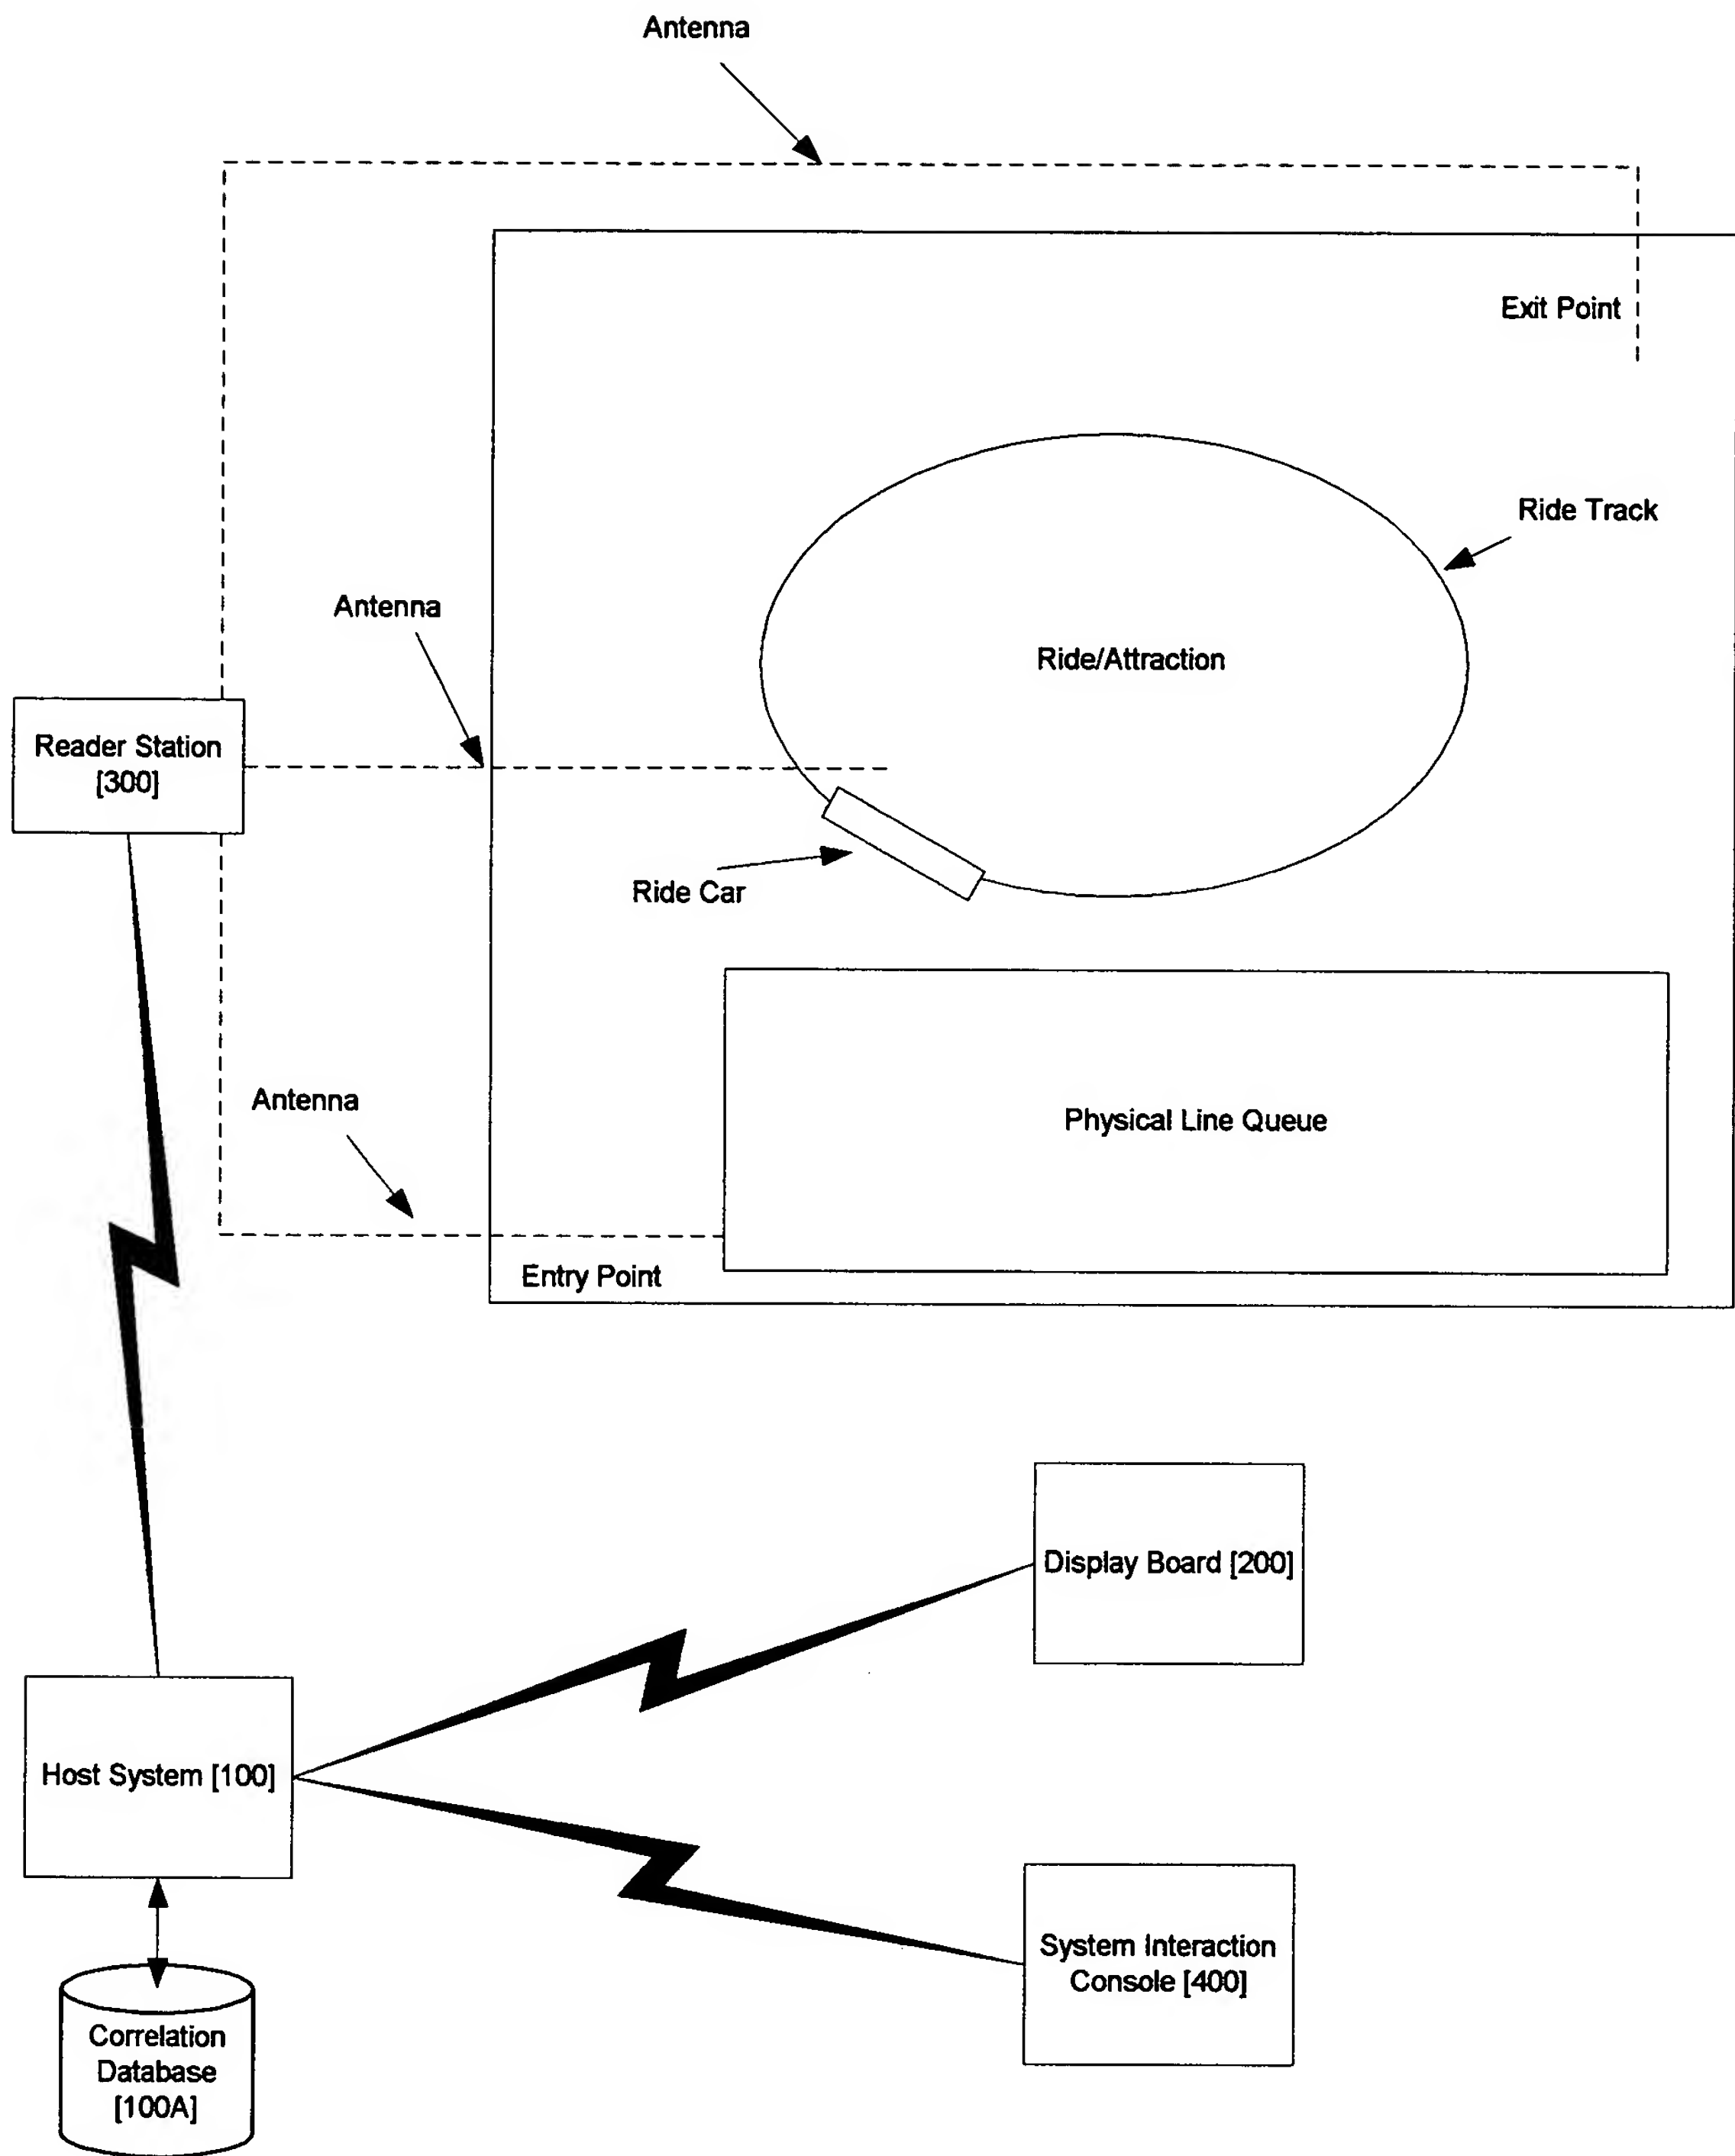 Antenna
Exit Point
Ride Track
Antenna
Ride/Attraction
Reader Station
[300]
Ride Car
Antenna
Physical Line Queue
Entry Point
Display Board [200]
Host System [100]
System Interaction
Console [400]
Correlation
Database
[100A]